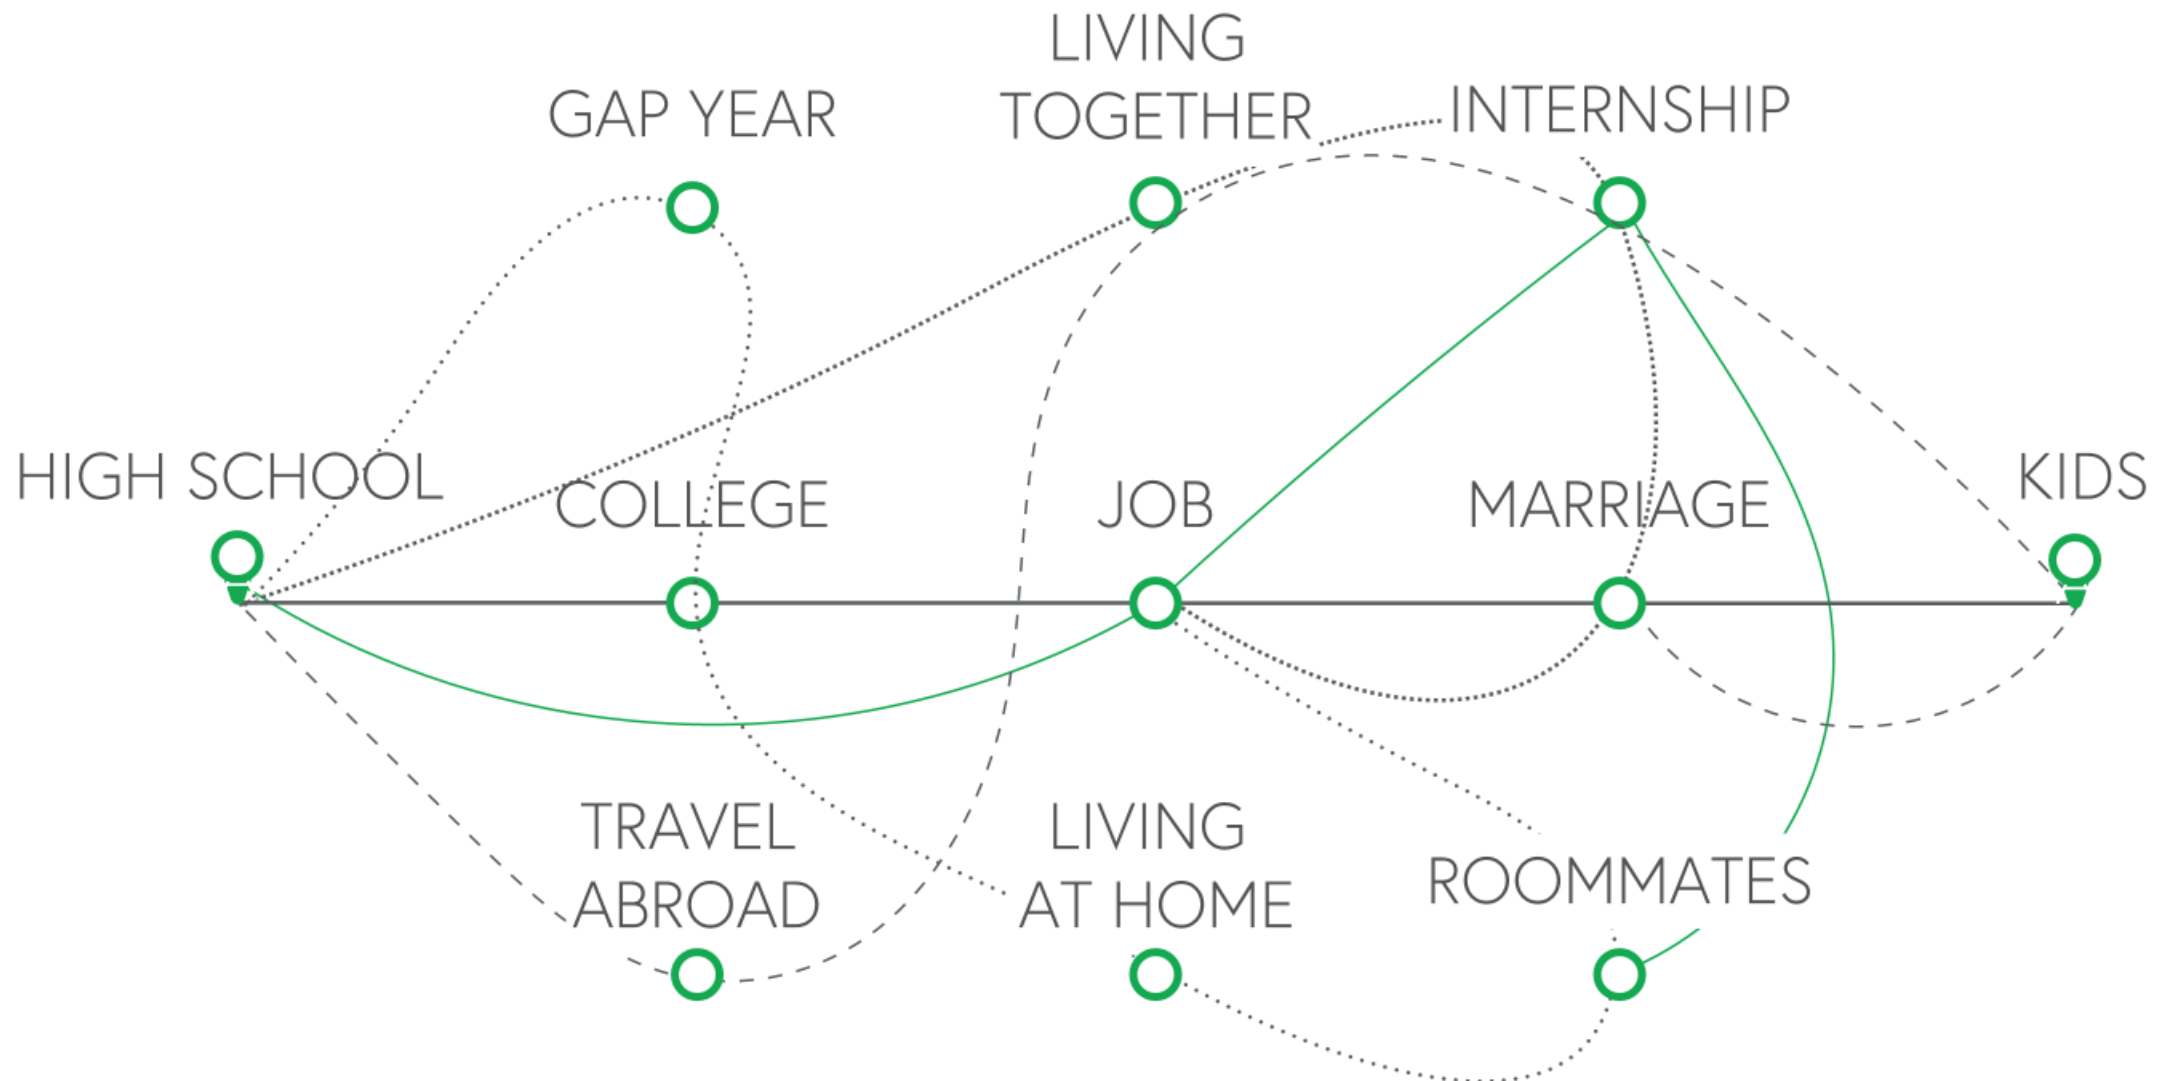 GAP YEAR
LIVING
TOGETHER
INTERNSHIP
HIGH SCHOOL
COLLEGE
JOB
MARRIAGE
KIDS
TRAVEL
ABROAD
LIVING
AT HOME
ROOMMATES